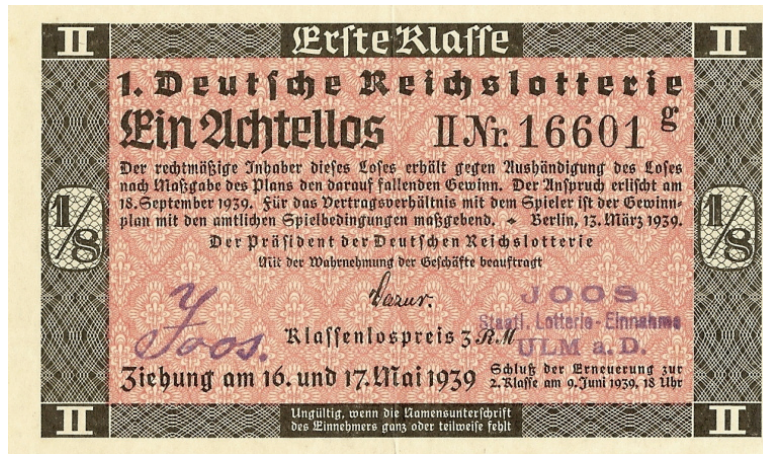 II Erste Klasse II
1. Deutsche Reichslotterie
Ein Achtellos II Nr. 16601 g
Der rechtmäßige Inhaber dieses Loses erhält gegen Aushändigung des Loses
nach Maßgabe des Plans den darauf fallenden Gewinn. Der Anspruch erlischt am
18. September 1939. Für das Vertragsverhältnis mit dem Spieler ist der Gewinn-
plan mit den amtlichen Spielbedingungen maßgebend. Berlin, 13. März 1939.
1/8 1/8
Der Präsident der Deutschen Reichslotterie
Mit der Wahrnehmung der Geschäfte beauftragt
JOOS
Joos.
Staatl. Lotterie-Einnahme
Klassenlospreis 3 RM
ULM a. D.
Ziehung am 16. und 17. Mai 1939
Schluß der Erneuerung zur
2. Klasse am 9. Juni 1939, 18 Uhr
II II
Ungültig, wenn die Namensunterschrift
des Einnehmers ganz oder teilweise fehlt